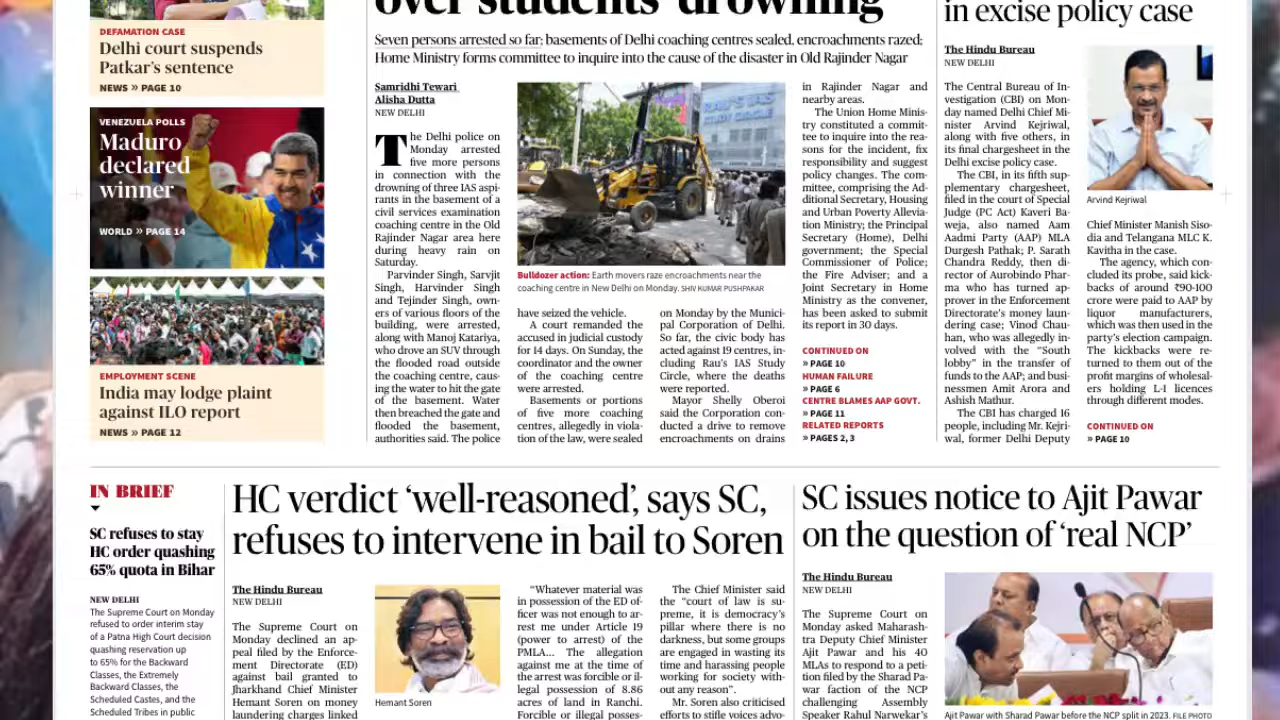 DEFAMATION CASE
Delhi court suspends
Patkar's sentence
NEWS » PAGE 10
VENEZUELA POLLS
Maduro
declared
winner
WORLD » PAGE 14
EMPLOYMENT SCENE
India may lodge plaint
against ILO report
NEWS » PAGE 12
over students' drowning
Seven persons arrested so far; basements of Delhi coaching centres sealed, encroachments razed;
Home Ministry forms committee to inquire into the cause of the disaster in Old Rajinder Nagar
Samridhi Tewari
Alisha Dutta
NEW DELHI
The Delhi police on
Monday arrested
five more persons
in connection with the
drowning of three IAS aspi-
rants in the basement of a
civil services examination
coaching centre in the Old
Rajinder Nagar area here
during heavy rain on
Saturday.
Parvinder Singh, Sarvjit
Singh, Harvinder Singh
and Tejinder Singh, own-
ers of various floors of the
building, were arrested,
along with Manoj Katariya,
who drove an SUV through
the flooded road outside
the coaching centre, caus-
ing the water to hit the gate
of the basement. Water
then breached the gate and
flooded the basement,
authorities said. The police
Bulldozer action: Earth movers raze encroachments near the
coaching centre in New Delhi on Monday. SHIV KUMAR PUSHPAKAR
have seized the vehicle.
A court remanded the
accused in judicial custody
for 14 days. On Sunday, the
coordinator and the owner
of the coaching centre
were arrested.
Basements or portions
of five more coaching
centres, allegedly in viola-
tion of the law, were sealed
on Monday by the Munici-
pal Corporation of Delhi.
So far, the civic body has
acted against 19 centres, in-
cluding Rau's IAS Study
Circle, where the deaths
were reported.
Mayor Shelly Oberoi
said the Corporation con-
ducted a drive to remove
encroachments on drains
in Rajinder Nagar and
nearby areas.
The Union Home Minis-
try constituted a commit-
tee to inquire into the rea-
sons for the incident, fix
responsibility and suggest
policy changes. The com-
mittee, comprising the Ad-
ditional Secretary, Housing
and Urban Poverty Allevia-
tion Ministry; the Principal
Secretary (Home), Delhi
government; the Special
Commissioner of Police;
the Fire Adviser; and a
Joint Secretary in Home
Ministry as the convener,
has been asked to submit
its report in 30 days.
CONTINUED ON
» PAGE 10
HUMAN FAILURE
» PAGE 6
CENTRE BLAMES AAP GOVT.
» PAGE 11
RELATED REPORTS
» PAGES 2, 3
in excise policy case
The Hindu Bureau
NEW DELHI
The Central Bureau of In-
vestigation (CBI) on Mon-
day named Delhi Chief Mi-
nister Arvind Kejriwal,
along with five others, in
its final chargesheet in the
Delhi excise policy case.
The CBI, in its fifth sup-
plementary chargesheet,
filed in the court of Special
Judge (PC Act) Kaveri Ba-
weja, also named Aam
Aadmi Party (AAP) MLA
Durgesh Pathak; P. Sarath
Chandra Reddy, then di-
rector of Aurobindo Phar-
ma who has turned ap-
prover in the Enforcement
Directorate's money laun-
dering case; Vinod Chau-
han, who was allegedly in-
volved with the "South
lobby" in the transfer of
funds to the AAP; and busi-
nessmen Amit Arora and
Ashish Mathur.
The CBI has charged 16
people, including Mr. Kejri-
wal, former Delhi Deputy
Arvind Kejriwal
Chief Minister Manish Siso-
dia and Telangana MLC K.
Kavitha in the case.
The agency, which con-
cluded its probe, said kick-
backs of around ₹90-100
crore were paid to AAP by
liquor manufacturers,
which was then used in the
party's election campaign.
The kickbacks were re-
turned to them out of the
profit margins of wholesal-
ers holding L-1 licences
through different modes.
CONTINUED ON
» PAGE 10
IN BRIEF
SC refuses to stay
HC order quashing
65% quota in Bihar
NEW DELHI
The Supreme Court on Monday
refused to order interim stay
of a Patna High Court decision
quashing reservation up
to 65% for the Backward
Classes, the Extremely
Backward Classes, the
Scheduled Castes, and the
Scheduled Tribes in public
HC verdict 'well-reasoned', says SC,
refuses to intervene in bail to Soren
The Hindu Bureau
NEW DELHI
The Supreme Court on
Monday declined an ap-
peal filed by the Enforce-
ment Directorate (ED)
against bail granted to
Jharkhand Chief Minister
Hemant Soren on money
laundering charges linked
Hemant Soren
"Whatever material was
in possession of the ED of-
ficer was not enough to ar-
rest me under Article 19
(power to arrest) of the
PMLA... The allegation
against me at the time of
the arrest was forcible or il-
legal possession of 8.86
acres of land in Ranchi.
Forcible or illegal posses-
The Chief Minister said
the "court of law is su-
preme, it is democracy's
pillar where there is no
darkness, but some groups
are engaged in wasting its
time and harassing people
working for society with-
out any reason".
Mr. Soren also criticised
efforts to stifle voices advo-
SC issues notice to Ajit Pawar
on the question of 'real NCP'
The Hindu Bureau
NEW DELHI
The Supreme Court on
Monday asked Maharash-
tra Deputy Chief Minister
Ajit Pawar and his 40
MLAs to respond to a peti-
tion filed by the Sharad Pa-
war faction of the NCP
challenging Assembly
Speaker Rahul Narwekar's
Ajit Pawar with Sharad Pawar before the NCP split in 2023. FILE PHOTO